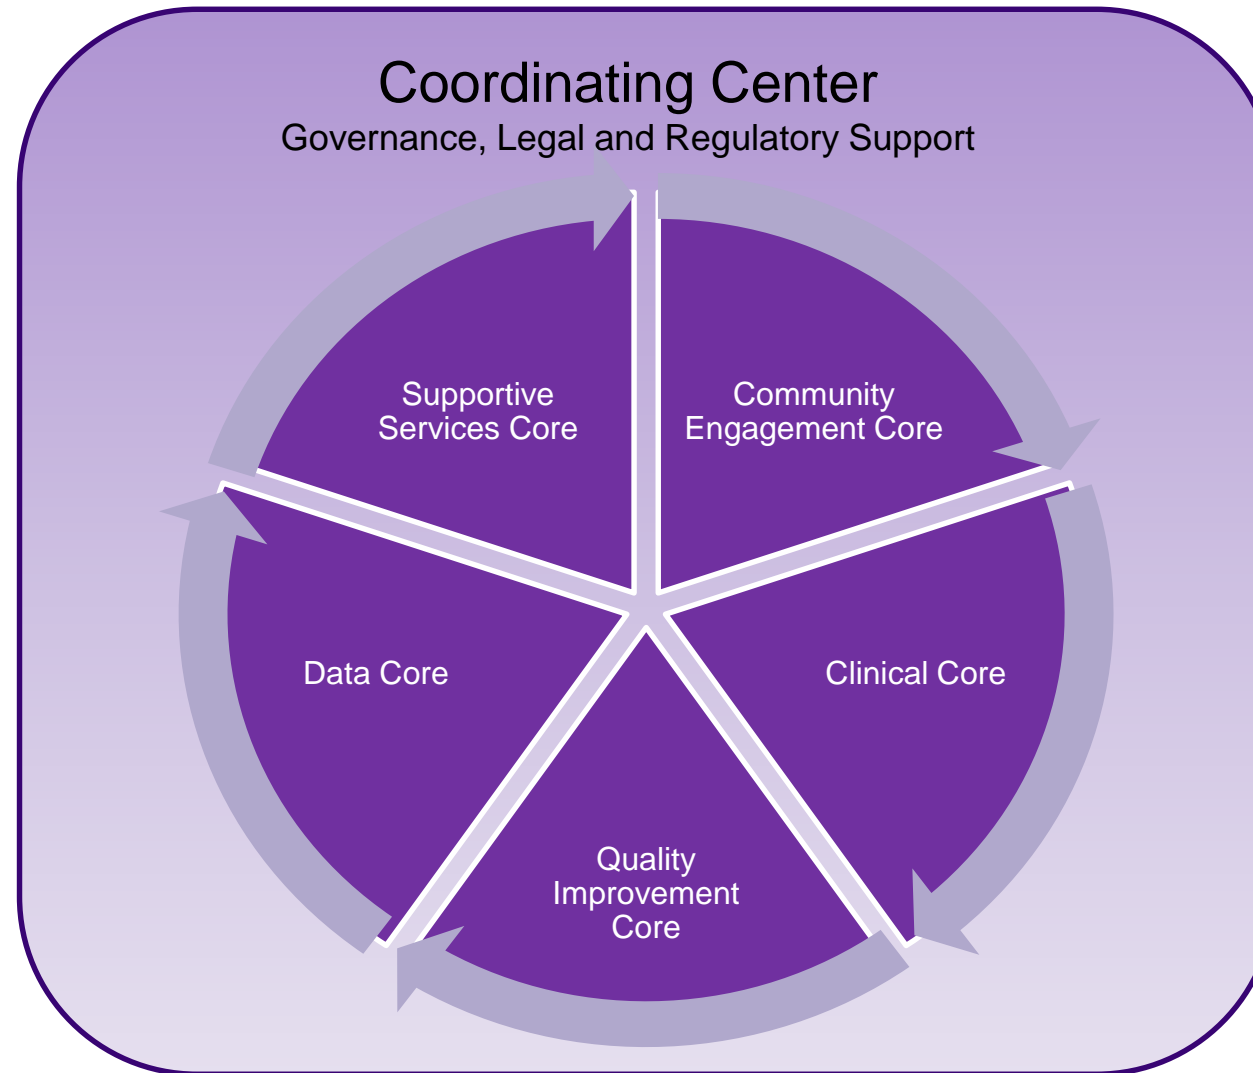 Coordinating Center
Governance, Legal and Regulatory Support
Supportive
Services Core
Community
Engagement Core
Data Core
Clinical Core
Quality
Improvement
Core